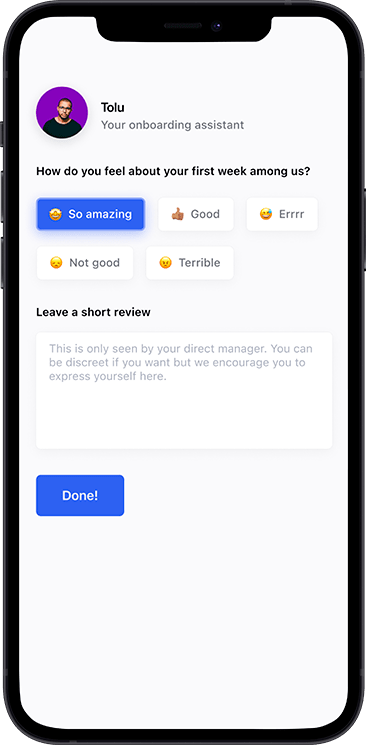 Tolu
Your onboarding assistant
How do you feel about your first week among us?
🤩 So amazing
👍🏽 Good
😅 Errrr
😞 Not good
😠 Terrible
Leave a short review
This is only seen by your direct manager. You can
be discreet if you want but we encourage you to
express yourself here.
Done!